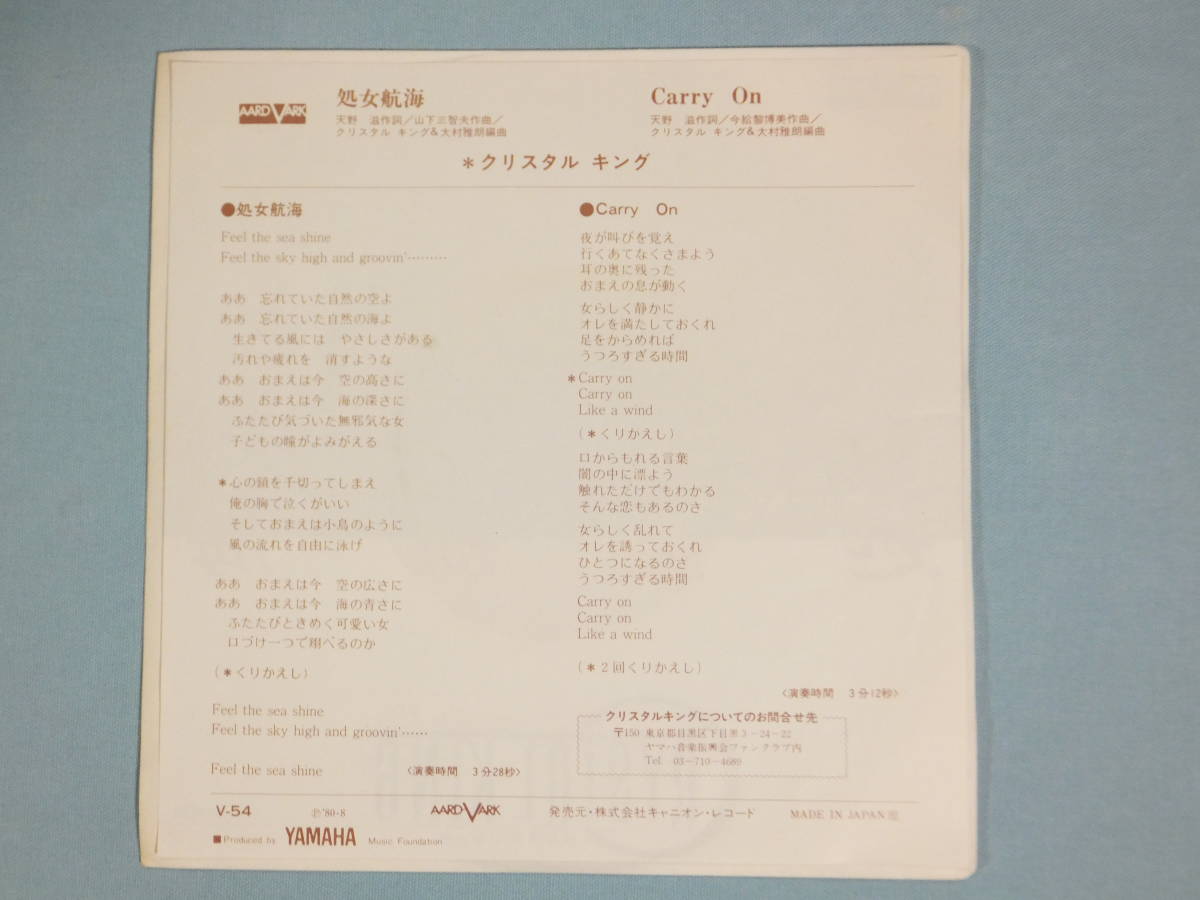 AARDVARK
処女航海
天野 滋作詞／山下三智夫作曲／
クリスタル キング&大村雅朗編曲
Carry On
天野 滋作詞／今給黎博美作曲／
クリスタル キング&大村雅朗編曲
＊クリスタル キング
●処女航海
Feel the sea shine
Feel the sky high and groovin'………
ああ 忘れていた自然の空よ
ああ 忘れていた自然の海よ
生きてる風には やさしさがある
汚れや疲れを 消すような
ああ おまえは今 空の高さに
ああ おまえは今 海の深さに
ふたたび気づいた無邪気な女
子どもの瞳がよみがえる
＊心の鎖を千切ってしまえ
俺の胸で泣くがいい
そしておまえは小鳥のように
風の流れを自由に泳げ
ああ おまえは今 空の広さに
ああ おまえは今 海の青さに
ふたたびときめく可愛い女
口づけ一つで翔べるのか
(＊くりかえし)
Feel the sea shine
Feel the sky high and groovin'……
Feel the sea shine
〈演奏時間 3分28秒〉
●Carry On
夜が叫びを覚え
行くあてなくさまよう
耳の奥に残った
おまえの息が動く
女らしく静かに
オレを満たしておくれ
足をからめれば
うつろすぎる時間
＊Carry on
Carry on
Like a wind
(＊くりかえし)
口からもれる言葉
闇の中に漂よう
触れただけでもわかる
そんな恋もあるのさ
女らしく乱れて
オレを誘っておくれ
ひとつになるのさ
うつろすぎる時間
Carry on
Carry on
Like a wind
(＊2回くりかえし)
〈演奏時間 3分12秒〉
クリスタルキングについてのお問合せ先
〒150 東京都目黒区下目黒3−24−22
ヤマハ音楽振興会ファンクラブ内
Tel. 03−710−4689
V-54 ℗'80·8 AARDVARK 発売元・株式会社キャニオン・レコード MADE IN JAPAN
■Produced by YAMAHA Music Foundation